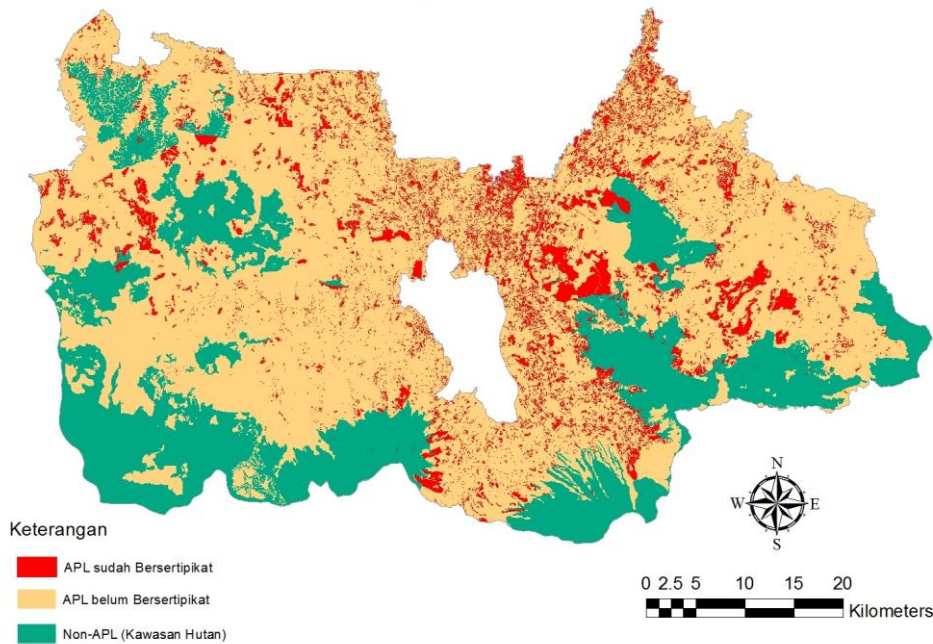 N
W E
S
Keterangan
APL sudah Bersertipikat
APL belum Bersertipikat
Non-APL (Kawasan Hutan)
0 2.5 5 10 15 20
Kilometers